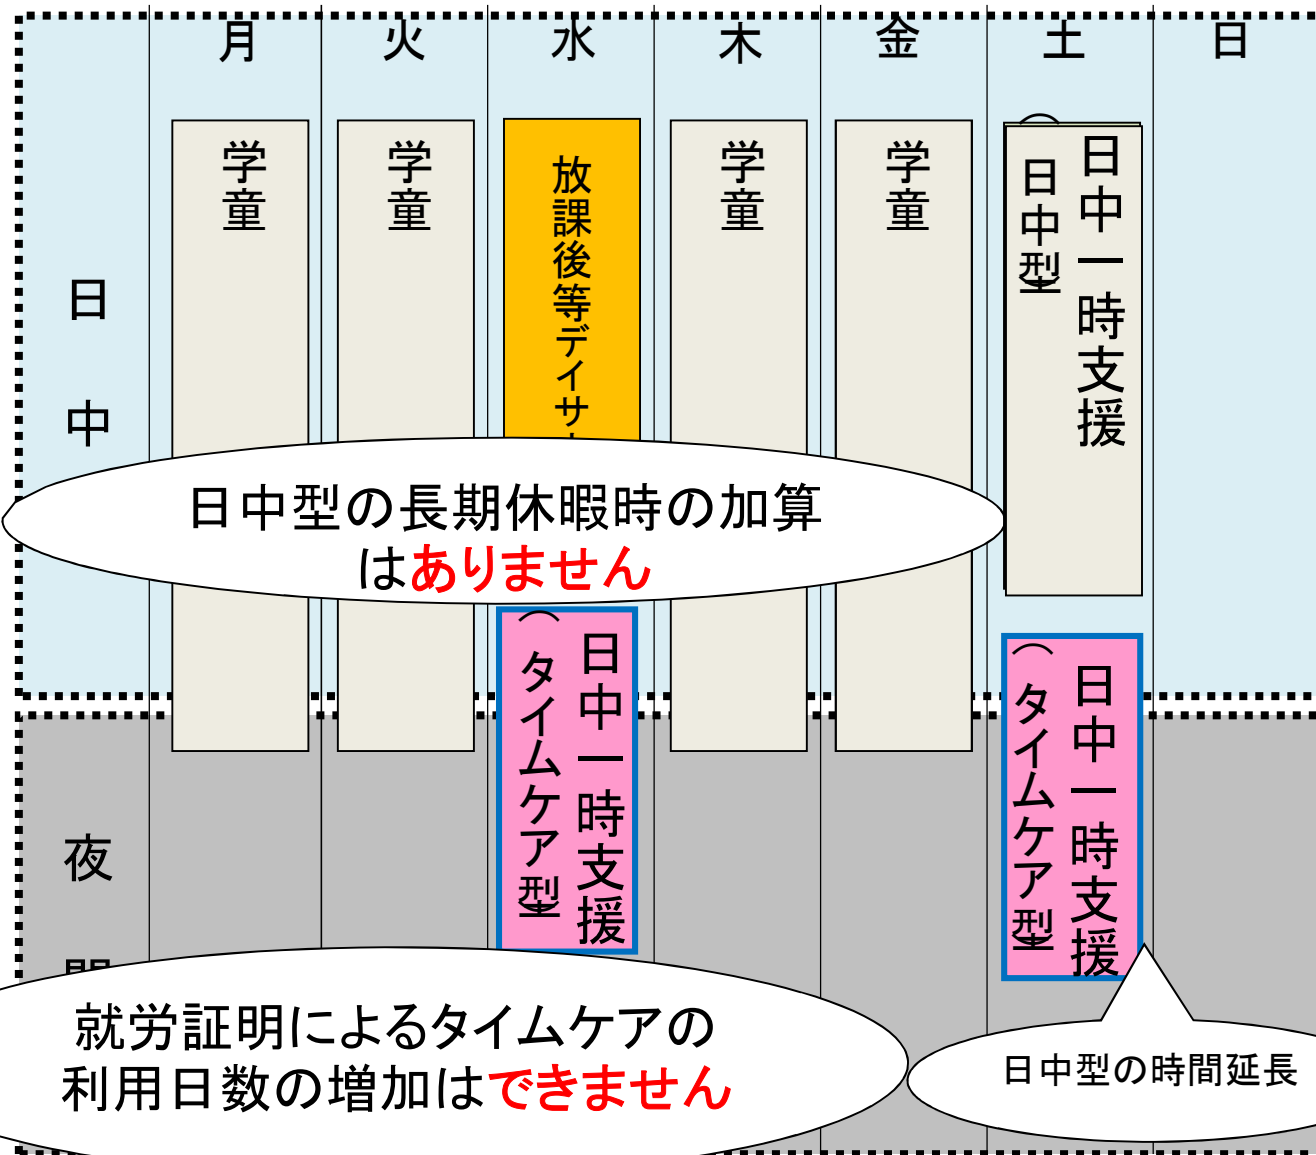 月 火 水 木 金 土 日
日中
学童
学童
放課後等デイサ
学童
学童
日中一時支援
(日中型)
日中型の長期休暇時の加算
はありません
日中一時支援
(タイムケア型)
日中一時支援
(タイムケア型)
夜
就労証明によるタイムケアの
利用日数の増加はできません
日中型の時間延長